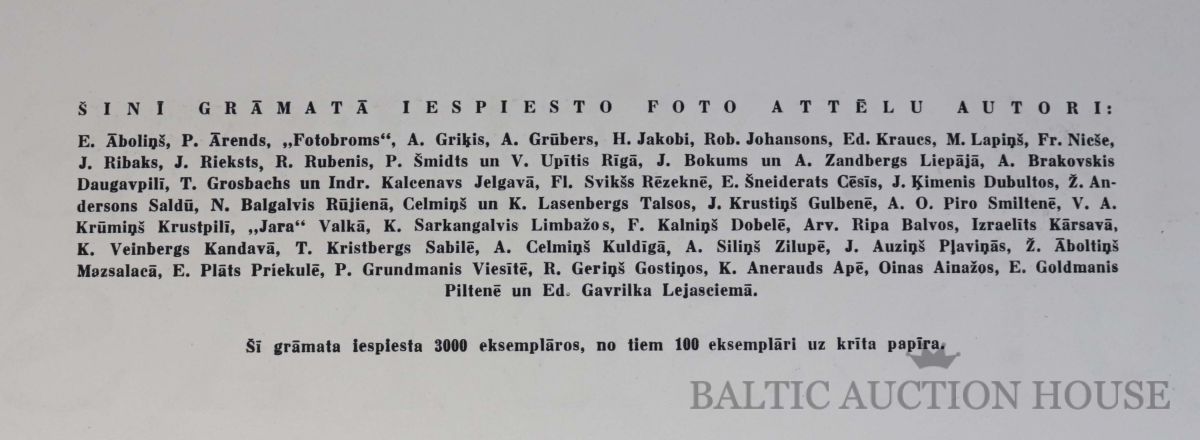 ŠINĪ GRĀMATĀ IESPIESTO FOTO ATTĒLU AUTORI:
E. Āboliņš, P. Ārends, „Fotobroms“, A. Griķis, A. Grūbers, H. Jakobi, Rob. Johansons, Ed. Kraucs, M. Lapiņš, Fr. Nicše,
J. Ribaks, J. Rieksts, R. Rubenis, P. Šmidts un V. Upītis Rīgā, J. Bokums un A. Zandbergs Liepājā, A. Brakovskis
Daugavpilī, T. Grosbachs un Indr. Kalcenavs Jelgavā, Fl. Svikšs Rēzeknē, E. Šneiderats Cēsīs, J. Ķimenis Dubultos, Ž. An-
dersons Saldū, N. Balgalvis Rūjienā, Celmiņš un K. Lasenbergs Talsos, J. Krustiņš Gulbenē, A. O. Piro Smiltenē, V. A.
Krūmiņš Krustpilī, „Jara“ Valkā, K. Sarkangalvis Limbažos, F. Kalniņš Dobelē, Arv. Ripa Balvos, Izraelīts Kārsavā,
K. Veinbergs Kandavā, T. Kristbergs Sabilē, A. Celmiņš Kuldīgā, A. Siliņš Zilupē, J. Auziņš Pļaviņās, Ž. Āboltiņš
Mazsalacā, E. Plāts Priekulē, P. Grundmanis Viesītē, R. Geriņš Gostiņos, K. Anerauds Apē, Oinas Ainažos, E. Goldmanis
Piltenē un Ed. Gavrilka Lejasciemā.
Šī grāmata iespiesta 3000 eksemplāros, no tiem 100 eksemplāri uz krīta papīra.
BALTIC AUCTION HOUSE